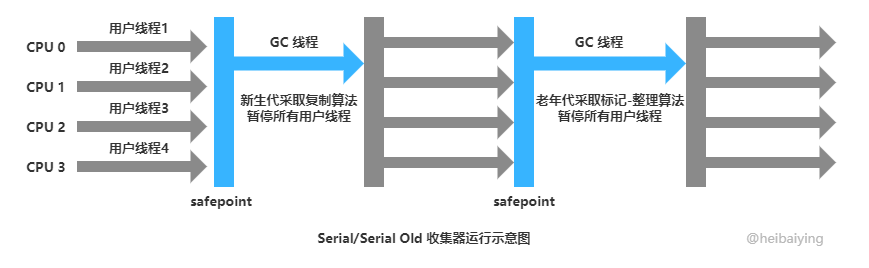 CPU 0
用户线程1
CPU 1
用户线程2
CPU 2
用户线程3
CPU 3
用户线程4
safepoint
GC 线程
新生代采取复制算法
暂停所有用户线程
safepoint
GC 线程
老年代采取标记-整理算法
暂停所有用户线程
Serial/Serial Old 收集器运行示意图
@heibaiying